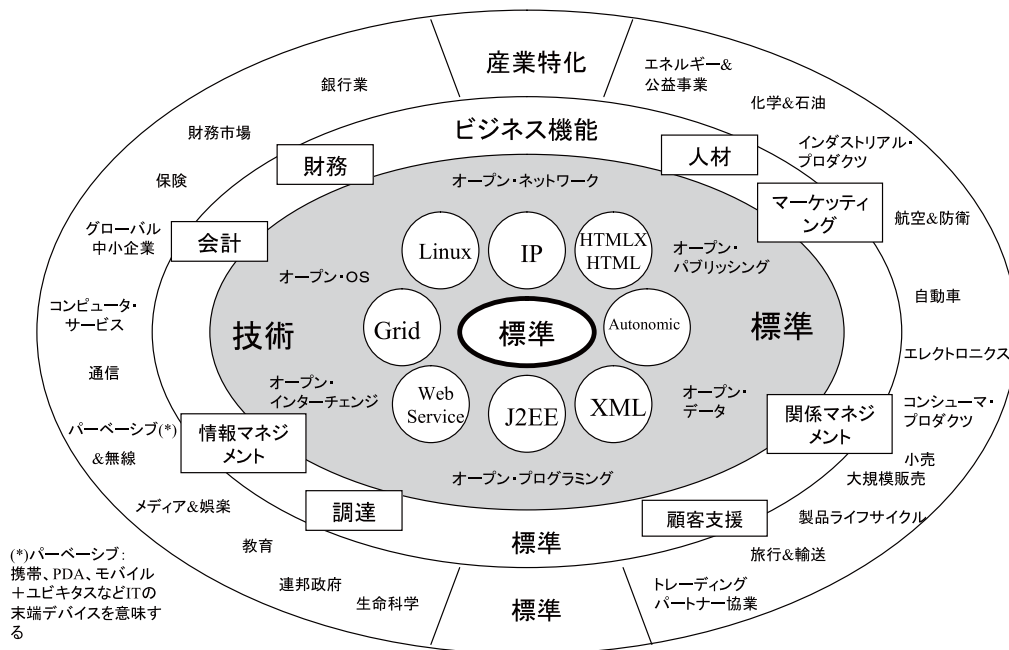 産業特化
エネルギー&
公益事業
銀行業
化学&石油
財務市場
ビジネス機能
インダストリアル・
プロダクツ
財務
人材
保険
オープン・ネットワーク
マーケッティ
ング
航空&防衛
グローバル
中小企業
会計
Linux
IP
HTMLX
HTML
オープン・
パブリッシング
オープン・OS
コンピュータ・
サービス
自動車
技術
Grid
標準
Autonomic
標準
エレクトロニクス
通信
オープン・
インターチェンジ
Web
Service
J2EE
XML
オープン・
データ
コンシューマ・
プロダクツ
パーベーシブ(*)
&無線
情報マネジ
メント
関係マネジ
メント
小売
大規模販売
オープン・プログラミング
メディア&娯楽
調達
顧客支援
製品ライフサイクル
教育
標準
旅行&輸送
(*)パーベーシブ:
携帯、PDA、モバイル
+ユビキタスなどITの
末端デバイスを意味す
る
連邦政府
生命科学
標準
トレーディング
パートナー協業